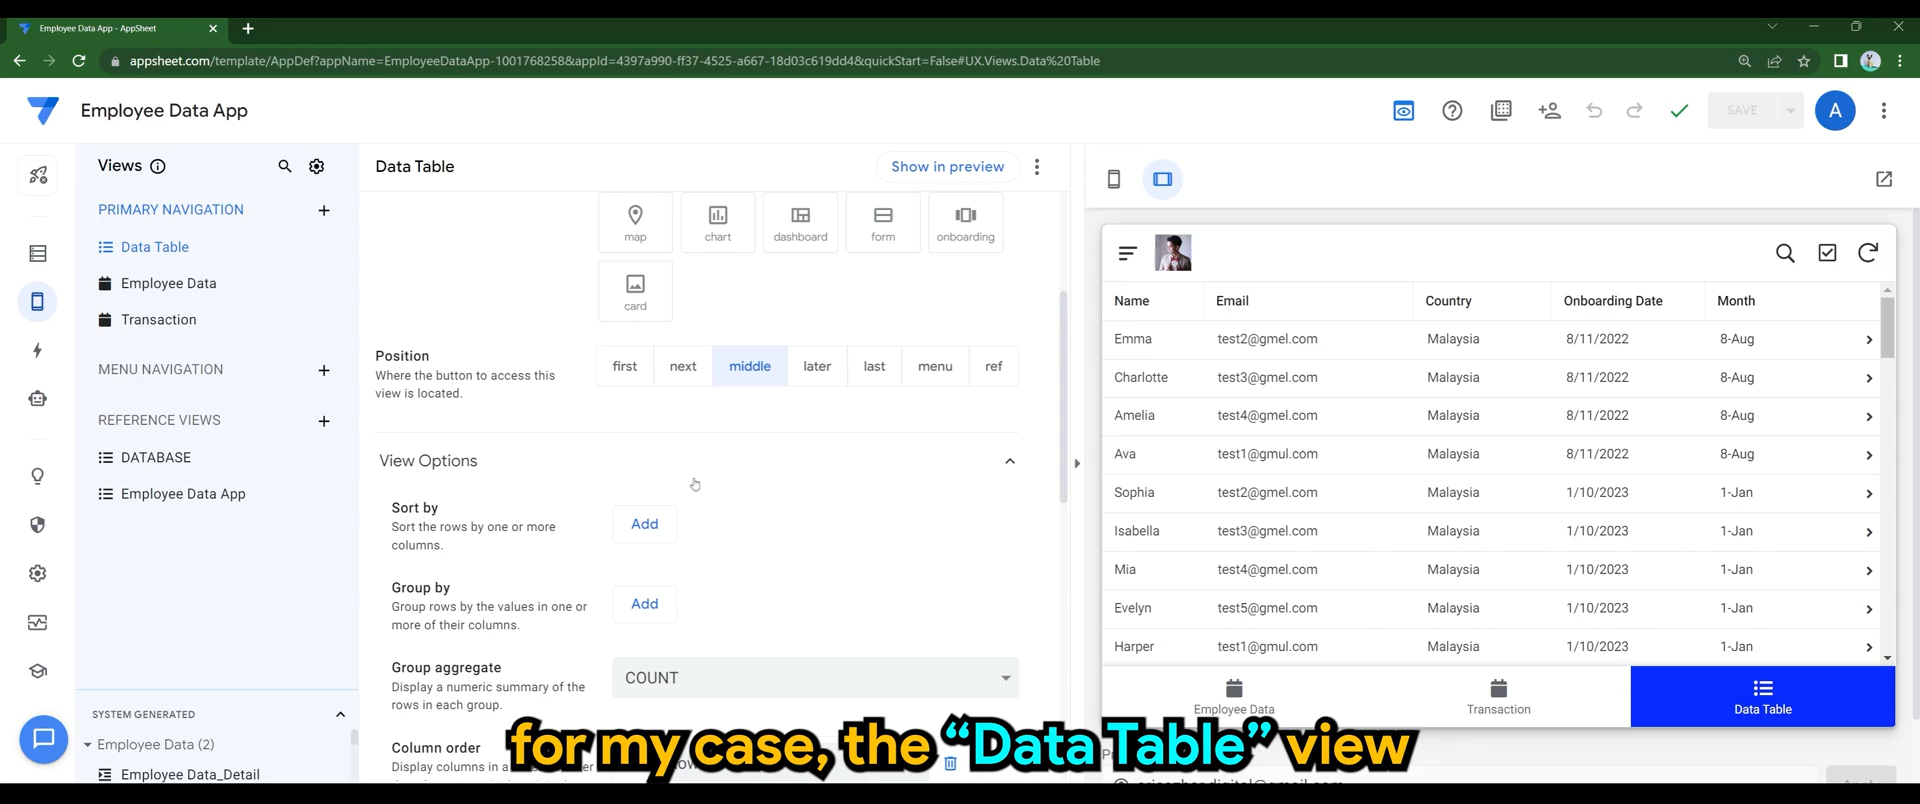 Employee Data App - AppSheet
appsheet.com/template/AppDef?appName=EmployeeDataApp-1001768258&appId=4397a990-ff37-4525-a667-18d03c619dd4&quickStart=False#UX.Views.Data%20Table
Employee Data App
SAVE
A
Views
PRIMARY NAVIGATION
Data Table
Employee Data
Transaction
MENU NAVIGATION
REFERENCE VIEWS
DATABASE
Employee Data App
SYSTEM GENERATED
Employee Data (2)
Employee Data_Detail
Data Table
Show in preview
map chart dashboard form onboarding
card
Position
Where the button to access this
view is located.
first next middle later last menu ref
View Options
Sort by
Sort the rows by one or more
columns.
Add
Group by
Group rows by the values in one or
more of their columns.
Add
Group aggregate
Display a numeric summary of the
rows in each group.
COUNT
Column order
Display columns in a
Name Email Country Onboarding Date Month
Emma test2@gmel.com Malaysia 8/11/2022 8-Aug
Charlotte test3@gmel.com Malaysia 8/11/2022 8-Aug
Amelia test4@gmel.com Malaysia 8/11/2022 8-Aug
Ava test1@gmul.com Malaysia 8/11/2022 8-Aug
Sophia test2@gmel.com Malaysia 1/10/2023 1-Jan
Isabella test3@gmel.com Malaysia 1/10/2023 1-Jan
Mia test4@gmel.com Malaysia 1/10/2023 1-Jan
Evelyn test5@gmel.com Malaysia 1/10/2023 1-Jan
Harper test1@gmul.com Malaysia 1/10/2023 1-Jan
Employee Data Transaction Data Table
for my case, the “Data Table” view